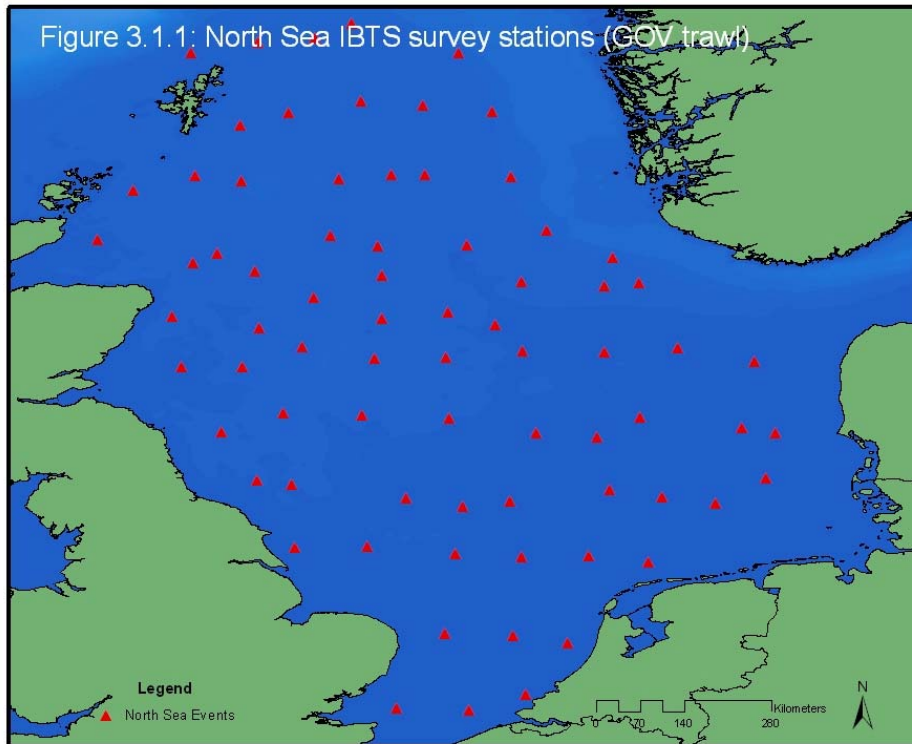 Figure 3.1.1: North Sea IBTS survey stations (GOV trawl)
Legend
North Sea Events
Kilometers
0 70 140 280
N